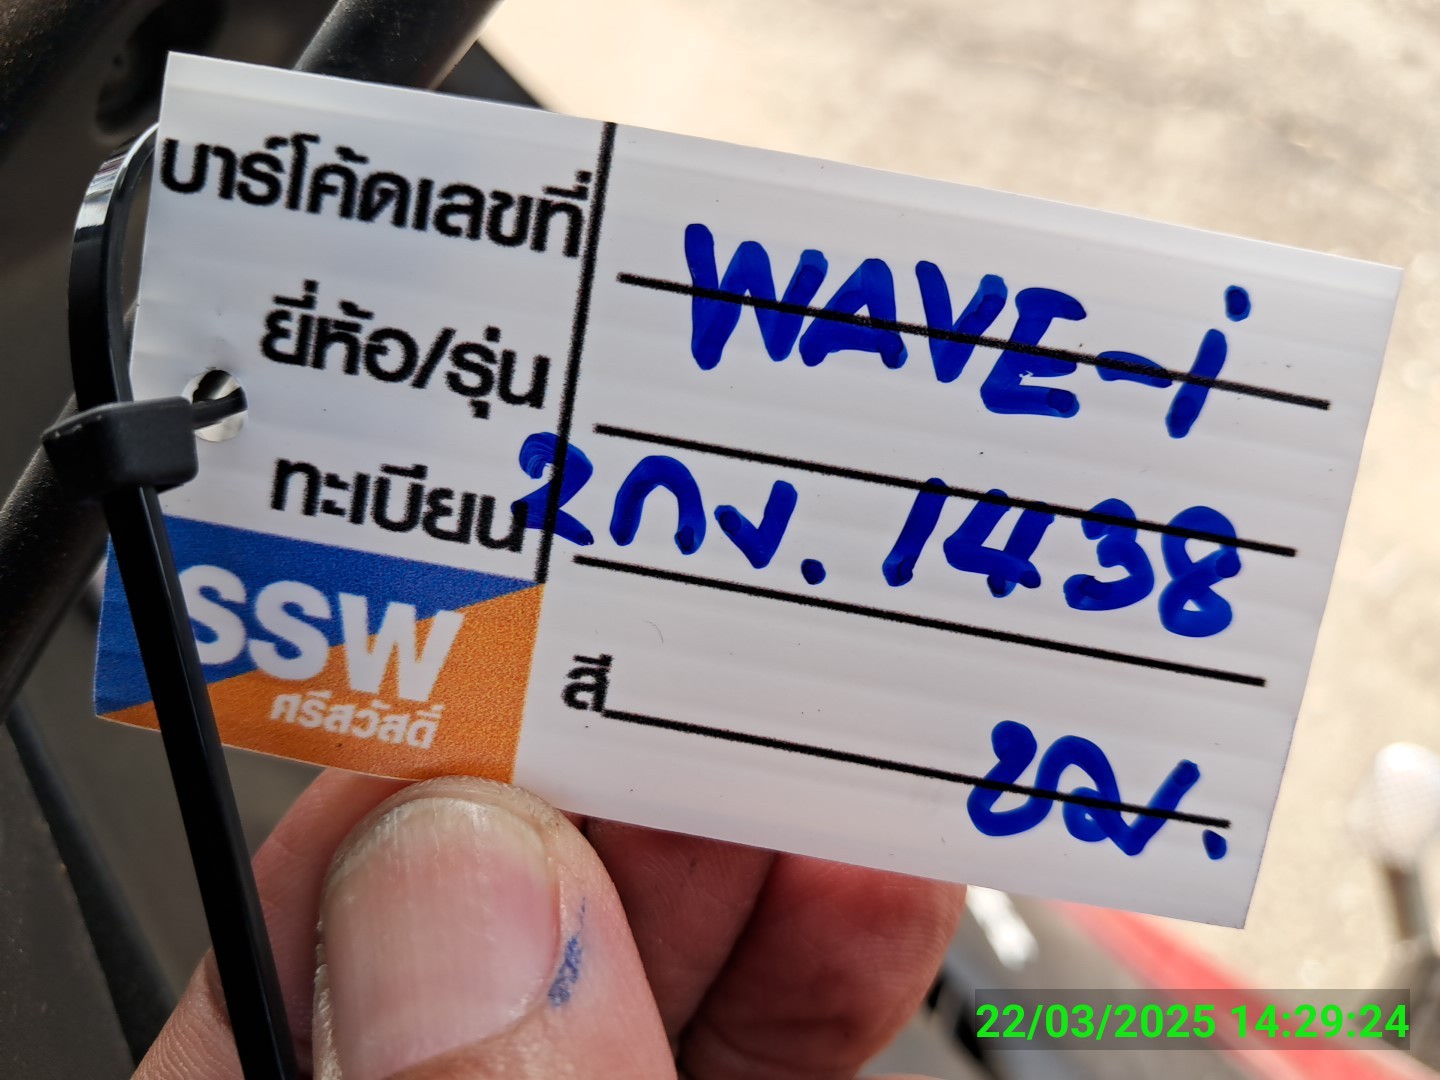 บาร์โค้ดเลขที่
ยี่ห้อ/รุ่น WAVE-i
ทะเบียน 2กง. 1438
สี
ขก.
SSW
ศรีสวัสดิ์
22/03/2025 14:29:24